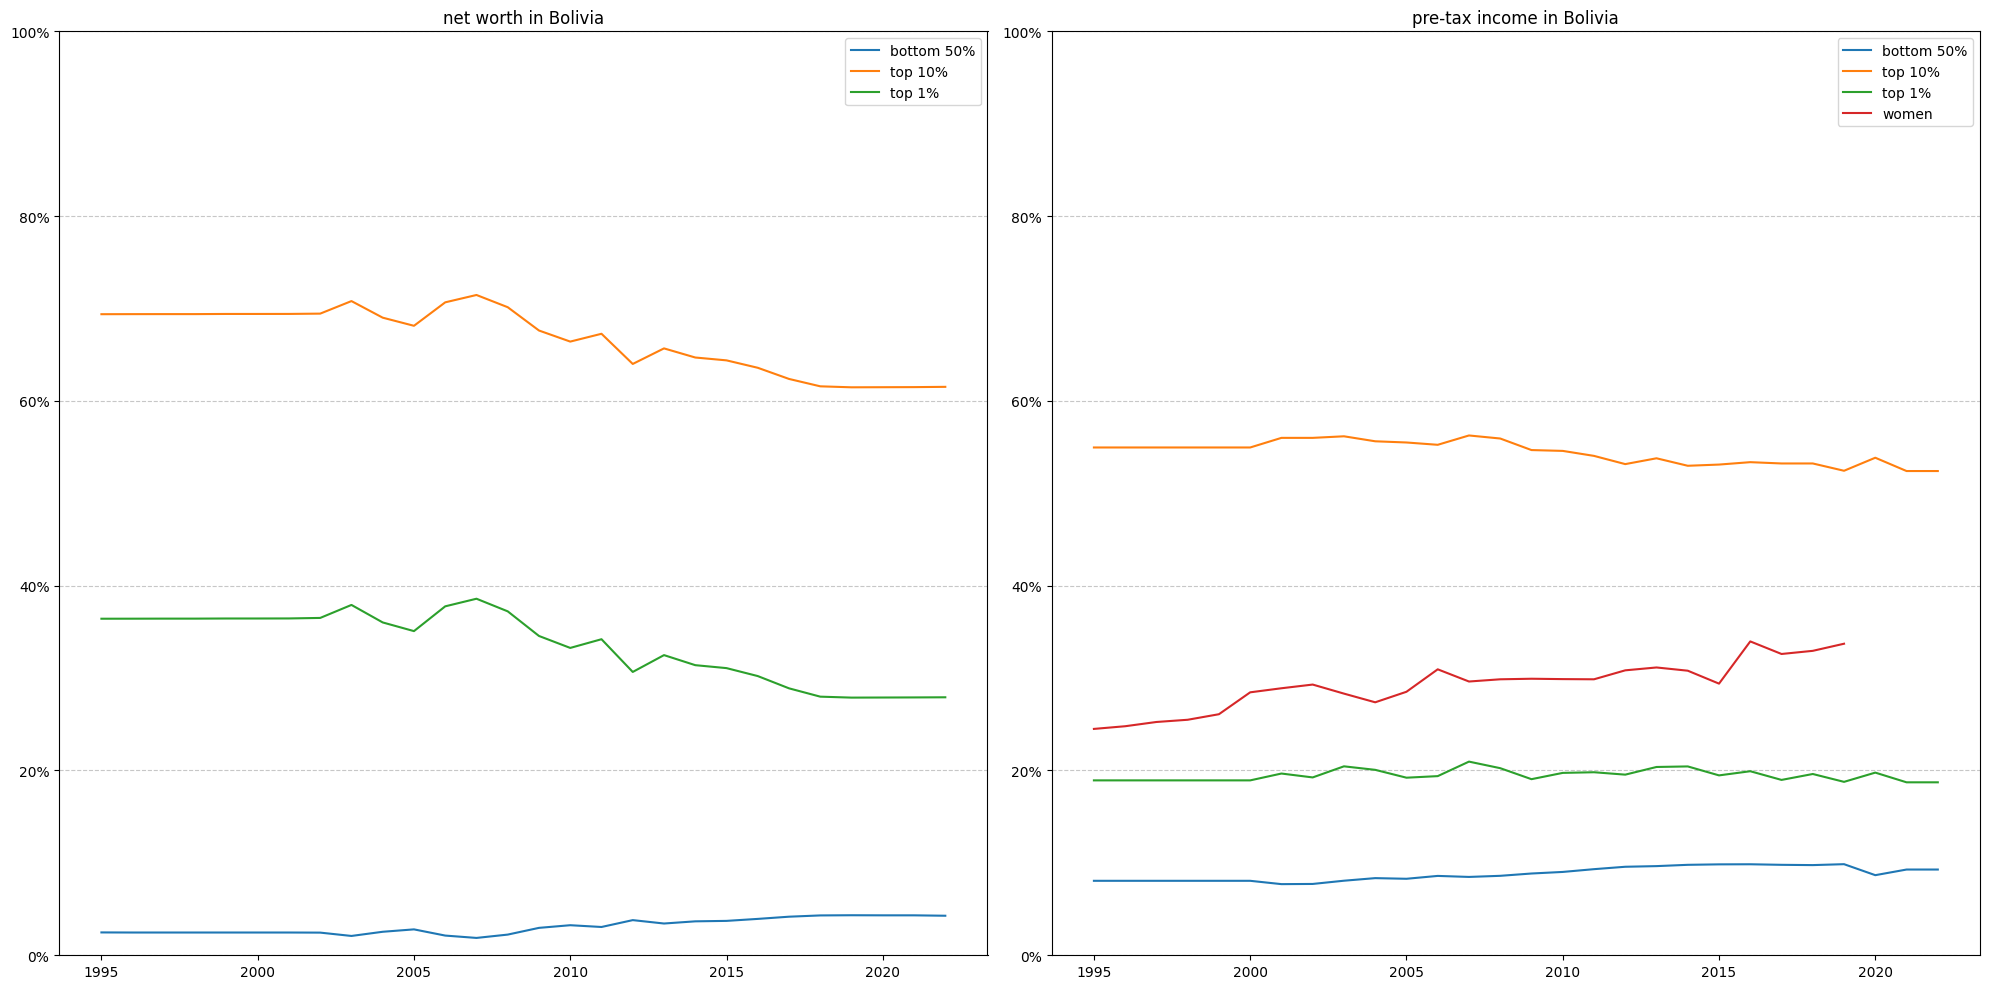 net worth in Bolivia
100%
80%
60%
40%
20%
0%
1995 2000 2005 2010 2015 2020
bottom 50%
top 10%
top 1%
pre-tax income in Bolivia
100%
80%
60%
40%
20%
0%
1995 2000 2005 2010 2015 2020
bottom 50%
top 10%
top 1%
women